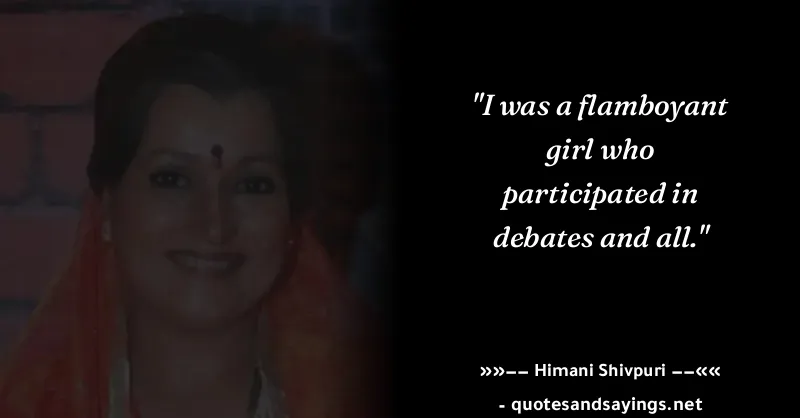 "I was a flamboyant
girl who
participated in
debates and all."
»»−− Himani Shivpuri −−««
- quotesandsayings.net